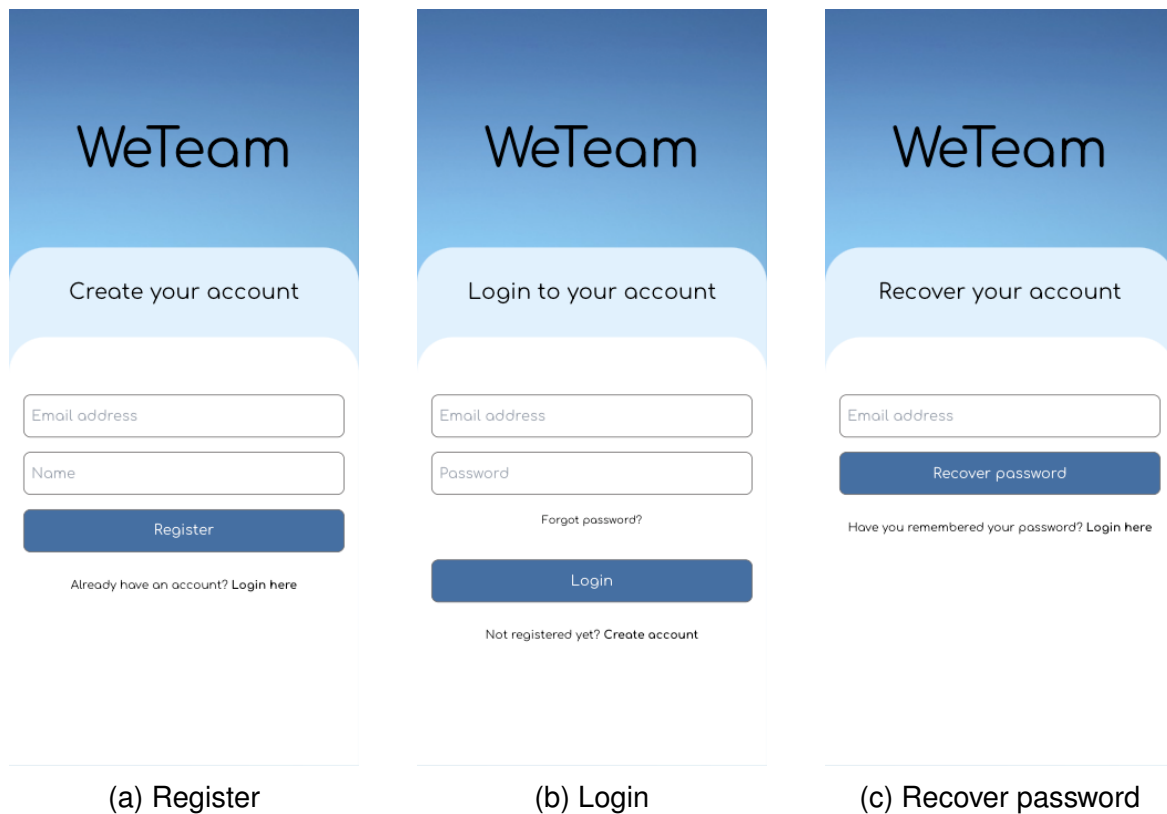 WeTeam
Create your account
Email address
Name
Register
Already have an account? Login here
(a) Register
WeTeam
Login to your account
Email address
Password
Forgot password?
Login
Not registered yet? Create account
(b) Login
WeTeam
Recover your account
Email address
Recover password
Have you remembered your password? Login here
(c) Recover password